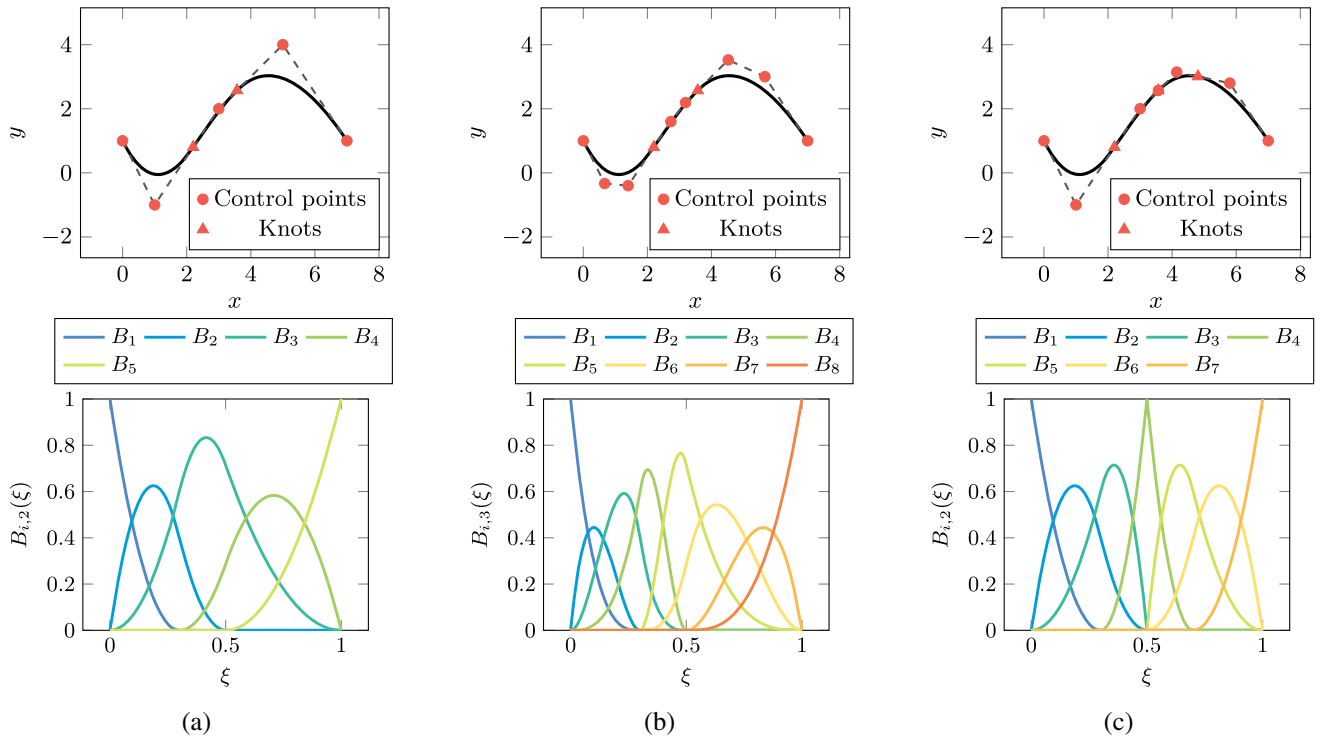 4
2
0
−2
y
0
2
4
6
8
x
Control points
Knots
4
2
0
−2
y
0
2
4
6
8
x
Control points
Knots
4
2
0
−2
y
0
2
4
6
8
x
Control points
Knots
B₁ B₂ B₃ B₄
B₅
B₁ B₂ B₃ B₄
B₅ B₆ B₇ B₈
B₁ B₂ B₃ B₄
B₅ B₆ B₇
1
0.8
0.6
0.4
0.2
0
B_{i,2}(ξ)
0
0.5
1
ξ
1
0.8
0.6
0.4
0.2
0
B_{i,3}(ξ)
0
0.5
1
ξ
1
0.8
0.6
0.4
0.2
0
B_{i,2}(ξ)
0
0.5
1
ξ
(a)
(b)
(c)